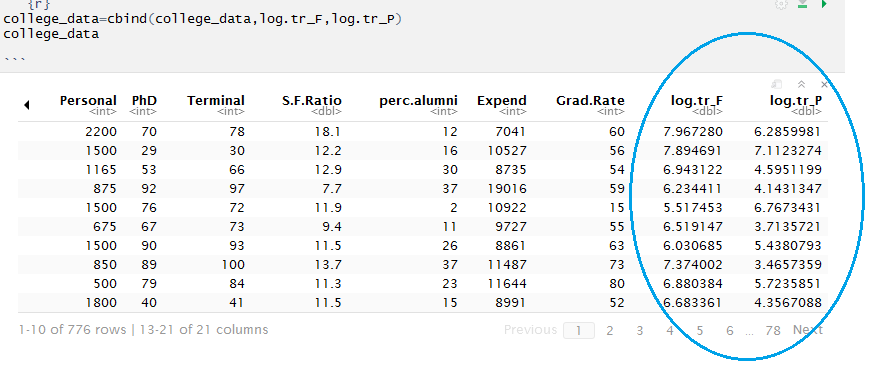 {r}
college_data=cbind(college_data,log.tr_F,log.tr_P)
college_data
```
Personal PhD Terminal S.F.Ratio perc.alumni Expend Grad.Rate log.tr_F log.tr_P
<int> <int> <int> <dbl> <int> <int> <int> <dbl> <dbl>
2200 70 78 18.1 12 7041 60 7.967280 6.2859981
1500 29 30 12.2 16 10527 56 7.894691 7.1123274
1165 53 66 12.9 30 8735 54 6.943122 4.5951199
875 92 97 7.7 37 19016 59 6.234411 4.1431347
1500 76 72 11.9 2 10922 15 5.517453 6.7673431
675 67 73 9.4 11 9727 55 6.519147 3.7135721
1500 90 93 11.5 26 8861 63 6.030685 5.4380793
850 89 100 13.7 37 11487 73 7.374002 3.4657359
500 79 84 11.3 23 11644 80 6.880384 5.7235851
1800 40 41 11.5 15 8991 52 6.683361 4.3567088
1-10 of 776 rows | 13-21 of 21 columns Previous 1 2 3 4 5 6 ... 78 Next